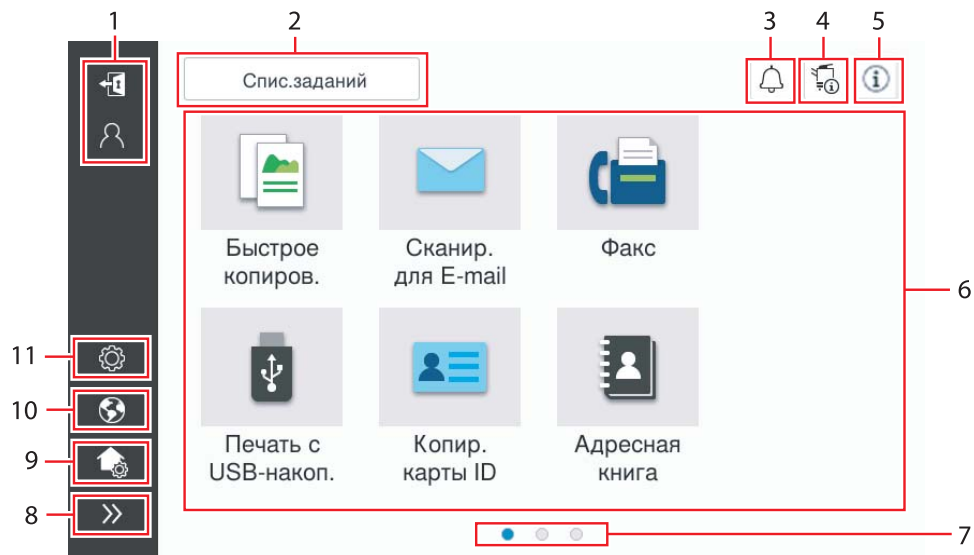 1
2
3
4
5
Спис.заданий
Быстрое
копиров.
Сканир.
для E-mail
Факс
6
11
10
Печать с
USB-накоп.
Копир.
карты ID
Адресная
книга
9
8
7